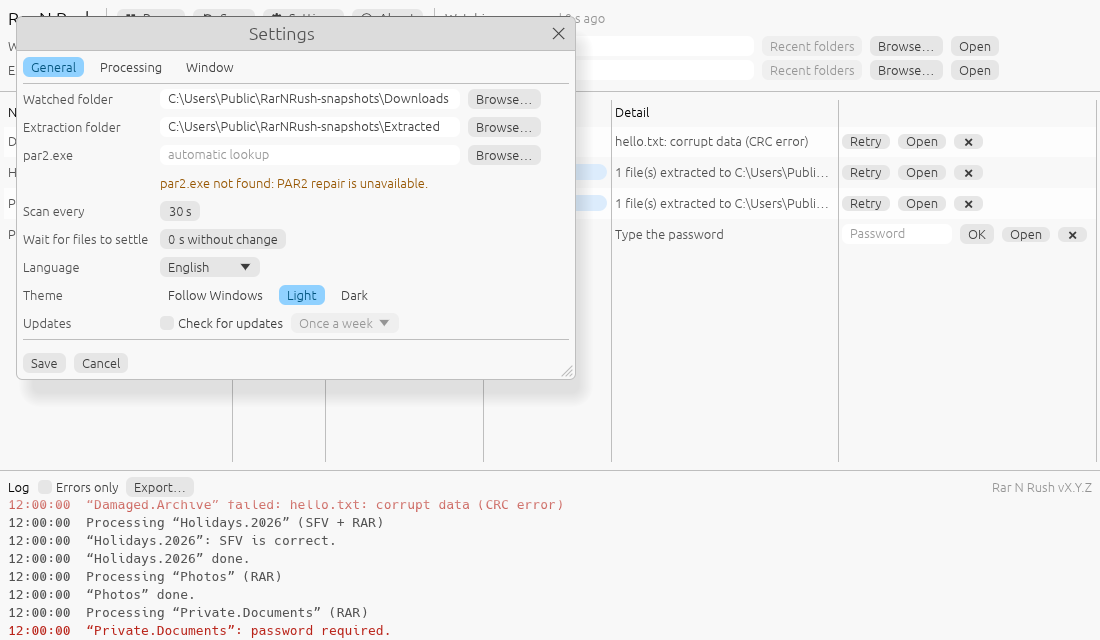 Settings
s ago
General Processing Window
Recent folders Browse... Open
Recent folders Browse... Open
Watched folder C:\Users\Public\RarNRush-snapshots\Downloads Browse...
Extraction folder C:\Users\Public\RarNRush-snapshots\Extracted Browse...
par2.exe automatic lookup Browse...
par2.exe not found: PAR2 repair is unavailable.
Scan every 30 s
Wait for files to settle 0 s without change
Language English
Theme Follow Windows Light Dark
Updates Check for updates Once a week
Save Cancel
Detail
hello.txt: corrupt data (CRC error) Retry Open ×
1 file(s) extracted to C:\Users\Publi... Retry Open ×
1 file(s) extracted to C:\Users\Publi... Retry Open ×
Type the password Password OK Open ×
Log Errors only Export... Rar N Rush vX.Y.Z
12:00:00 “Damaged.Archive” failed: hello.txt: corrupt data (CRC error)
12:00:00 Processing “Holidays.2026” (SFV + RAR)
12:00:00 “Holidays.2026”: SFV is correct.
12:00:00 “Holidays.2026” done.
12:00:00 Processing “Photos” (RAR)
12:00:00 “Photos” done.
12:00:00 Processing “Private.Documents” (RAR)
12:00:00 “Private.Documents”: password required.